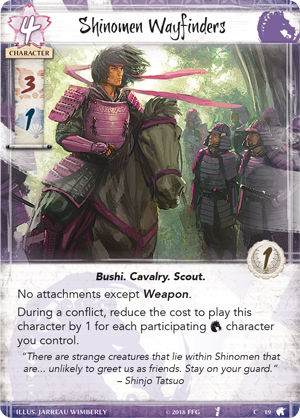 4
Shinomen Wayfinders
CHARACTER
3
1
1
Bushi. Cavalry. Scout.
No attachments except Weapon.
During a conflict, reduce the cost to play this
character by 1 for each participating character
you control.
“There are strange creatures that lie within Shinomen that
are... unlikely to greet us as friends. Stay on your guard.”
– Shinjo Tatsuo
ILLUS. JARREAU WIMBERLY © 2018 FFG C 19